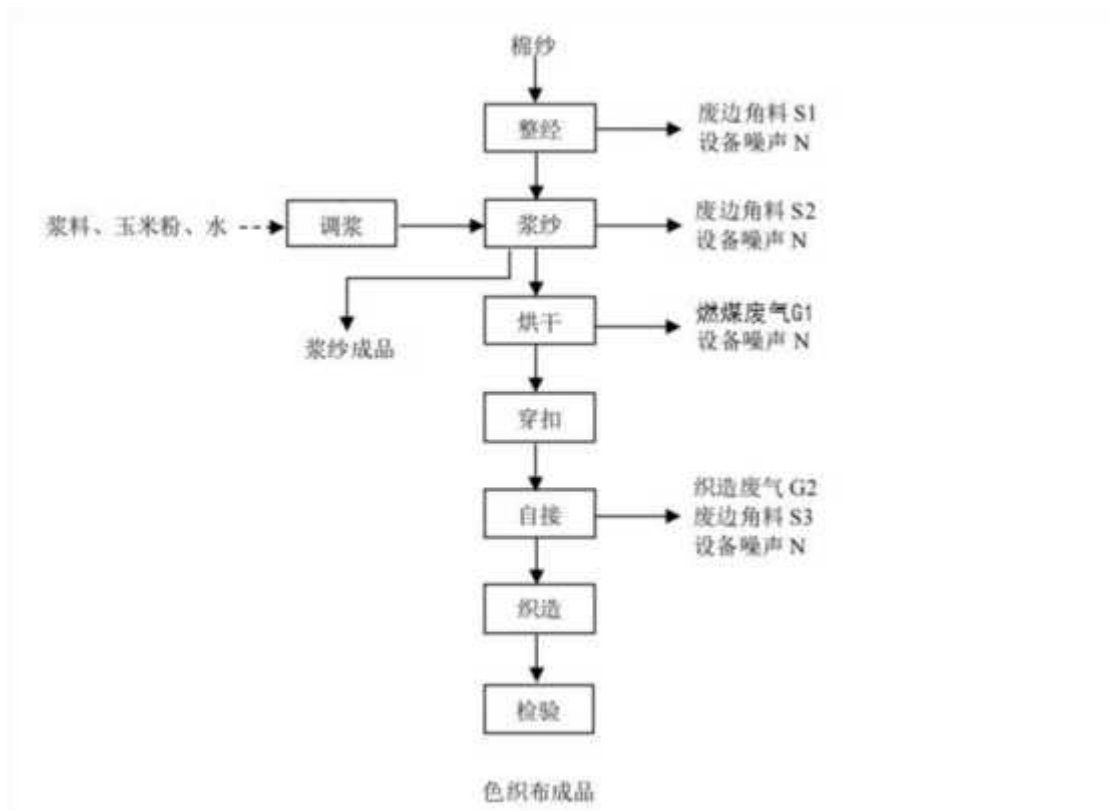 棉纱
整经
废边角料 S1
设备噪声 N
浆料、玉米粉、水
调浆
浆纱
废边角料 S2
设备噪声 N
浆纱成品
烘干
燃煤废气G1
设备噪声 N
穿扣
自接
织造废气 G2
废边角料 S3
设备噪声 N
织造
检验
色织布成品